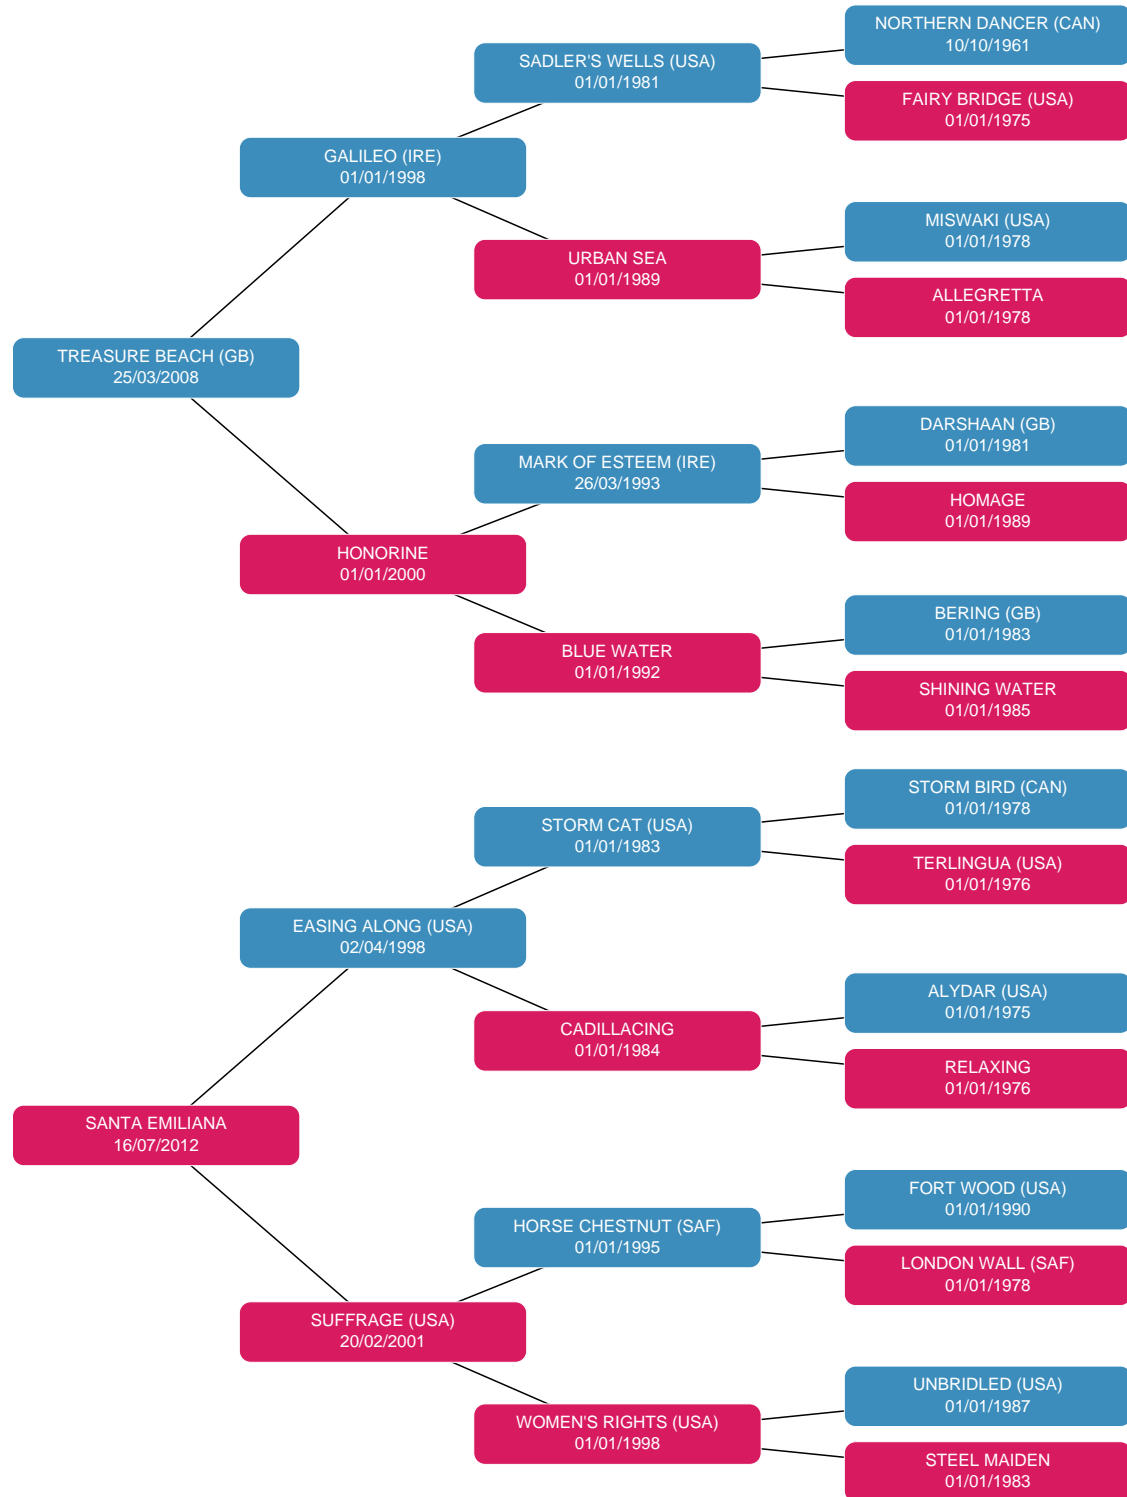 NORTHERN DANCER (CAN)
10/10/1961
SADLER'S WELLS (USA)
01/01/1981
FAIRY BRIDGE (USA)
01/01/1975
GALILEO (IRE)
01/01/1998
MISWAKI (USA)
01/01/1978
URBAN SEA
01/01/1989
ALLEGRETTA
01/01/1978
TREASURE BEACH (GB)
25/03/2008
DARSHAAN (GB)
01/01/1981
MARK OF ESTEEM (IRE)
26/03/1993
HOMAGE
01/01/1989
HONORINE
01/01/2000
BERING (GB)
01/01/1983
BLUE WATER
01/01/1992
SHINING WATER
01/01/1985
STORM BIRD (CAN)
01/01/1978
STORM CAT (USA)
01/01/1983
TERLINGUA (USA)
01/01/1976
EASING ALONG (USA)
02/04/1998
ALYDAR (USA)
01/01/1975
CADILLACING
01/01/1984
RELAXING
01/01/1976
SANTA EMILIANA
16/07/2012
FORT WOOD (USA)
01/01/1990
HORSE CHESTNUT (SAF)
01/01/1995
LONDON WALL (SAF)
01/01/1978
SUFFRAGE (USA)
20/02/2001
UNBRIDLED (USA)
01/01/1987
WOMEN'S RIGHTS (USA)
01/01/1998
STEEL MAIDEN
01/01/1983